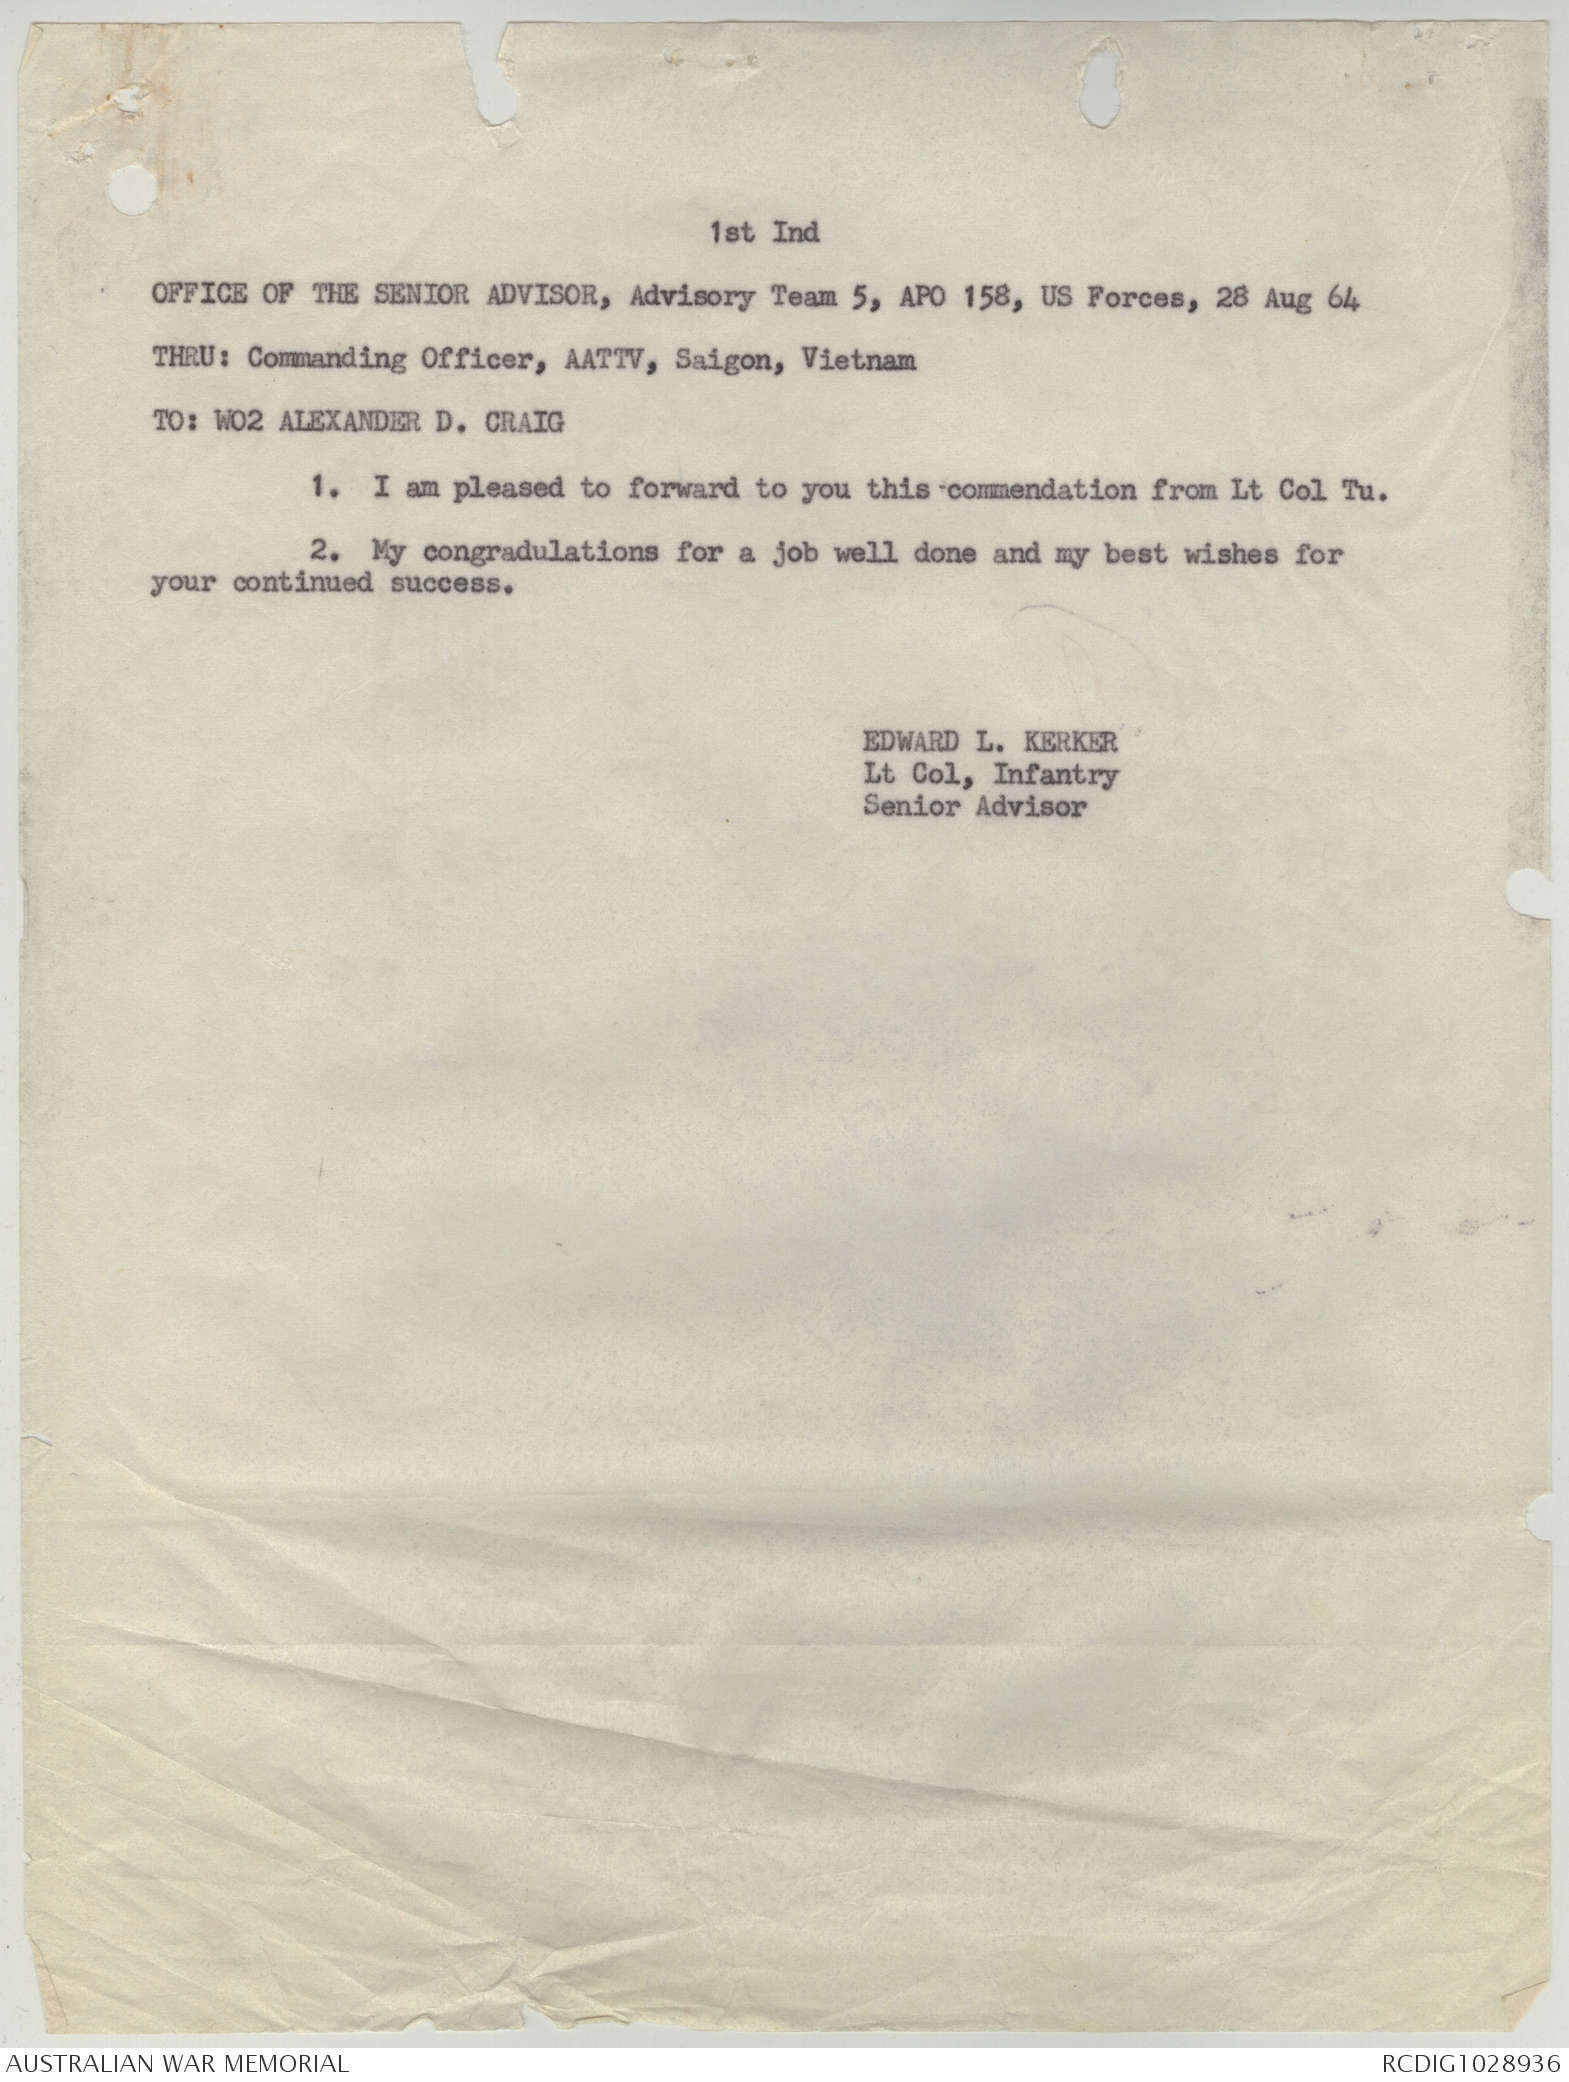 1st Ind
OFFICE OF THE SENIOR ADVISOR, Advisory Team 5, APO 158, US Forces, 28 Aug 64
THRU: Commanding Officer, AATTV, Saigon, Vietnam
TO: WO2 ALEXANDER D. CRAIG
1. I am pleased to forward to you this commendation from Lt Col Tu.
2. My congradulations for a job well done and my best wishes for
your continued success.
EDWARD L. KERKER
Lt Col, Infantry
Senior Advisor
AUSTRALIAN WAR MEMORIAL RCDIG1028936